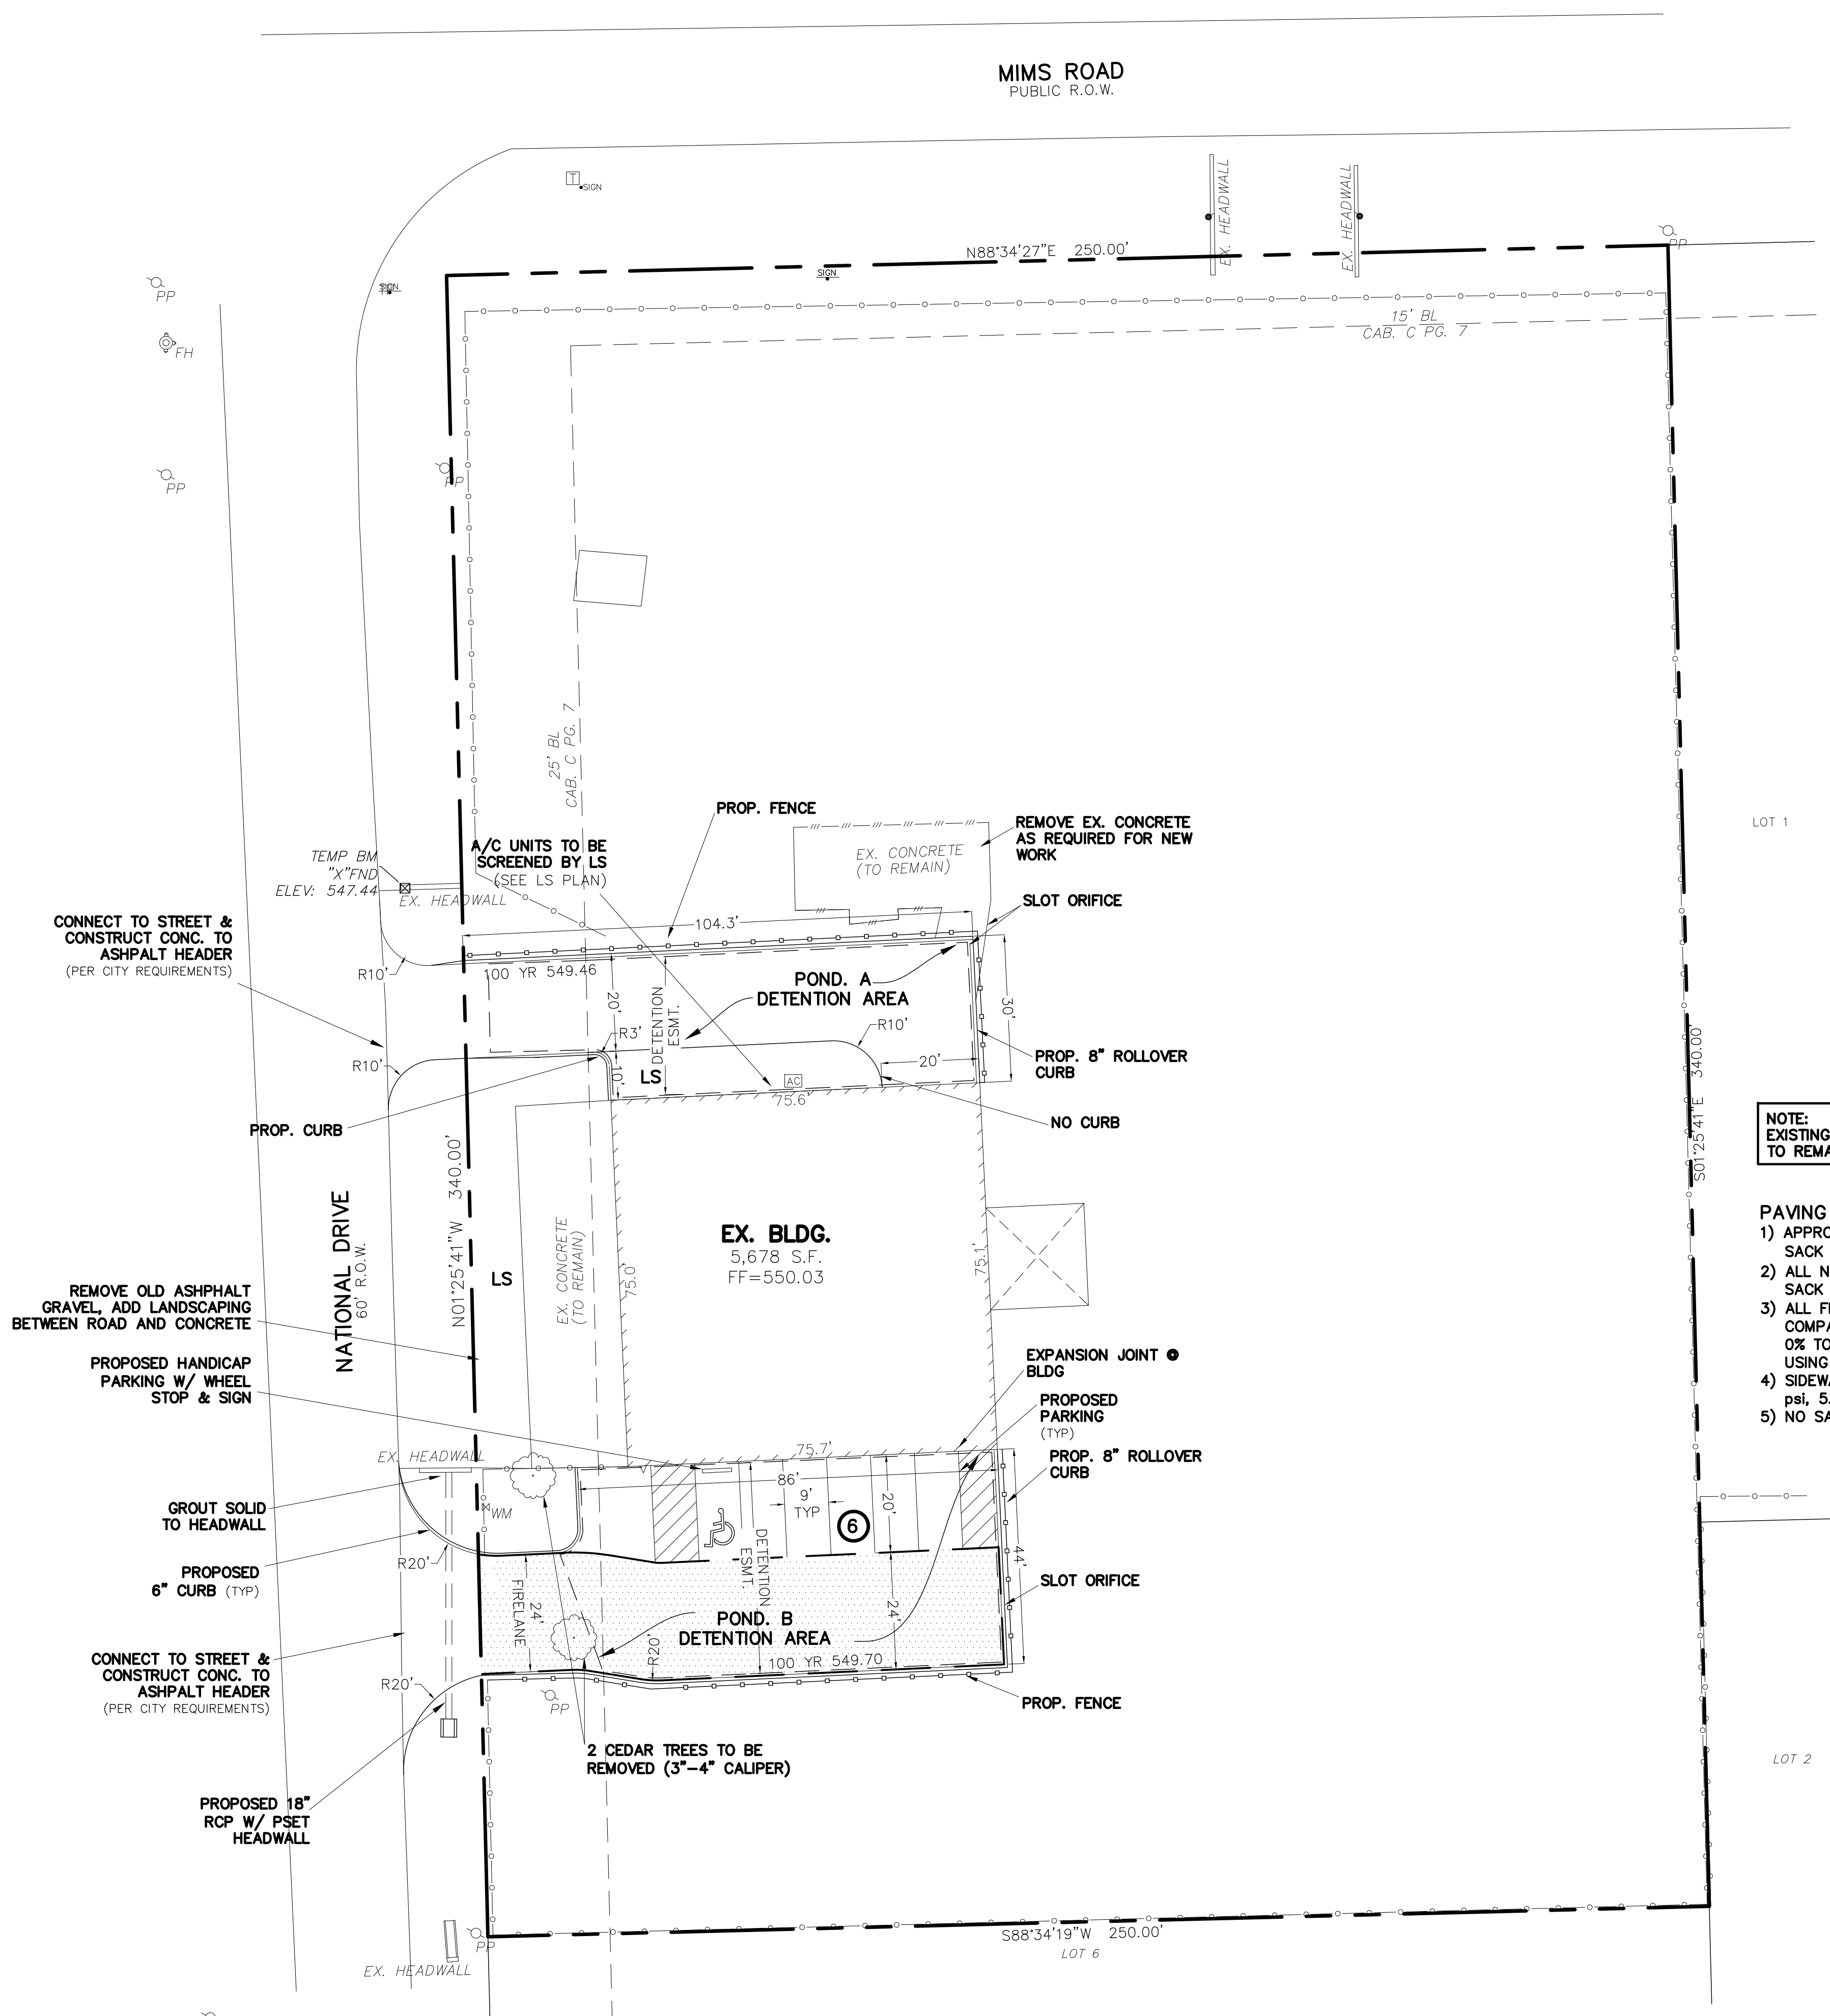 MIMS ROAD
PUBLIC R.O.W.
T
SIGN
EX. HEADWALL
EX. HEADWALL
PP
N88°34'27"E 250.00'
SIGN
SIGN
PP
FH
15' BL
CAB. C PG. 7
PP
PP
25' BL
CAB. C PG. 7
PROP. FENCE
REMOVE EX. CONCRETE
AS REQUIRED FOR NEW
WORK
EX. CONCRETE
(TO REMAIN)
LOT 1
A/C UNITS TO BE
SCREENED BY LS
(SEE LS PLAN)
TEMP BM
"X"FND
ELEV: 547.44
EX. HEADWALL
SLOT ORIFICE
104.3'
CONNECT TO STREET &
CONSTRUCT CONC. TO
ASHPALT HEADER
(PER CITY REQUIREMENTS)
R10'
100 YR 549.46
POND. A
DETENTION AREA
20'
DETENTION
ESMT.
30'
R3'
R10'
R10'
20'
PROP. 8" ROLLOVER
CURB
10'
LS
AC
75.6'
NO CURB
PROP. CURB
S01°25'41"E 340.00'
NOTE:
EXISTING
TO REMA
N01°25'41"W 340.00'
NATIONAL DRIVE
60' R.O.W.
LS
EX. CONCRETE
(TO REMAIN)
75.0'
EX. BLDG.
5,678 S.F.
FF=550.03
75.1'
PAVING
1) APPRO
SACK
2) ALL N
SACK
3) ALL F
COMPA
0% TO
USING
4) SIDEWA
psi, 5.
5) NO SA
REMOVE OLD ASHPHALT
GRAVEL, ADD LANDSCAPING
BETWEEN ROAD AND CONCRETE
PROPOSED HANDICAP
PARKING W/ WHEEL
STOP & SIGN
EXPANSION JOINT @
BLDG
PROPOSED
PARKING
(TYP)
EX. HEADWALL
75.7'
PROP. 8" ROLLOVER
CURB
86'
GROUT SOLID
TO HEADWALL
WM
9'
TYP
20'
6
DETENTION
ESMT.
44'
R20'
PROPOSED
6" CURB (TYP)
FIRELANE
24'
SLOT ORIFICE
24'
POND. B
DETENTION AREA
R20'
100 YR 549.70
CONNECT TO STREET &
CONSTRUCT CONC. TO
ASHPALT HEADER
(PER CITY REQUIREMENTS)
R20'
PP
PROP. FENCE
2 CEDAR TREES TO BE
REMOVED (3"-4" CALIPER)
LOT 2
PROPOSED 18"
RCP W/ PSET
HEADWALL
S88°34'19"W 250.00'
LOT 6
PP
EX. HEADWALL